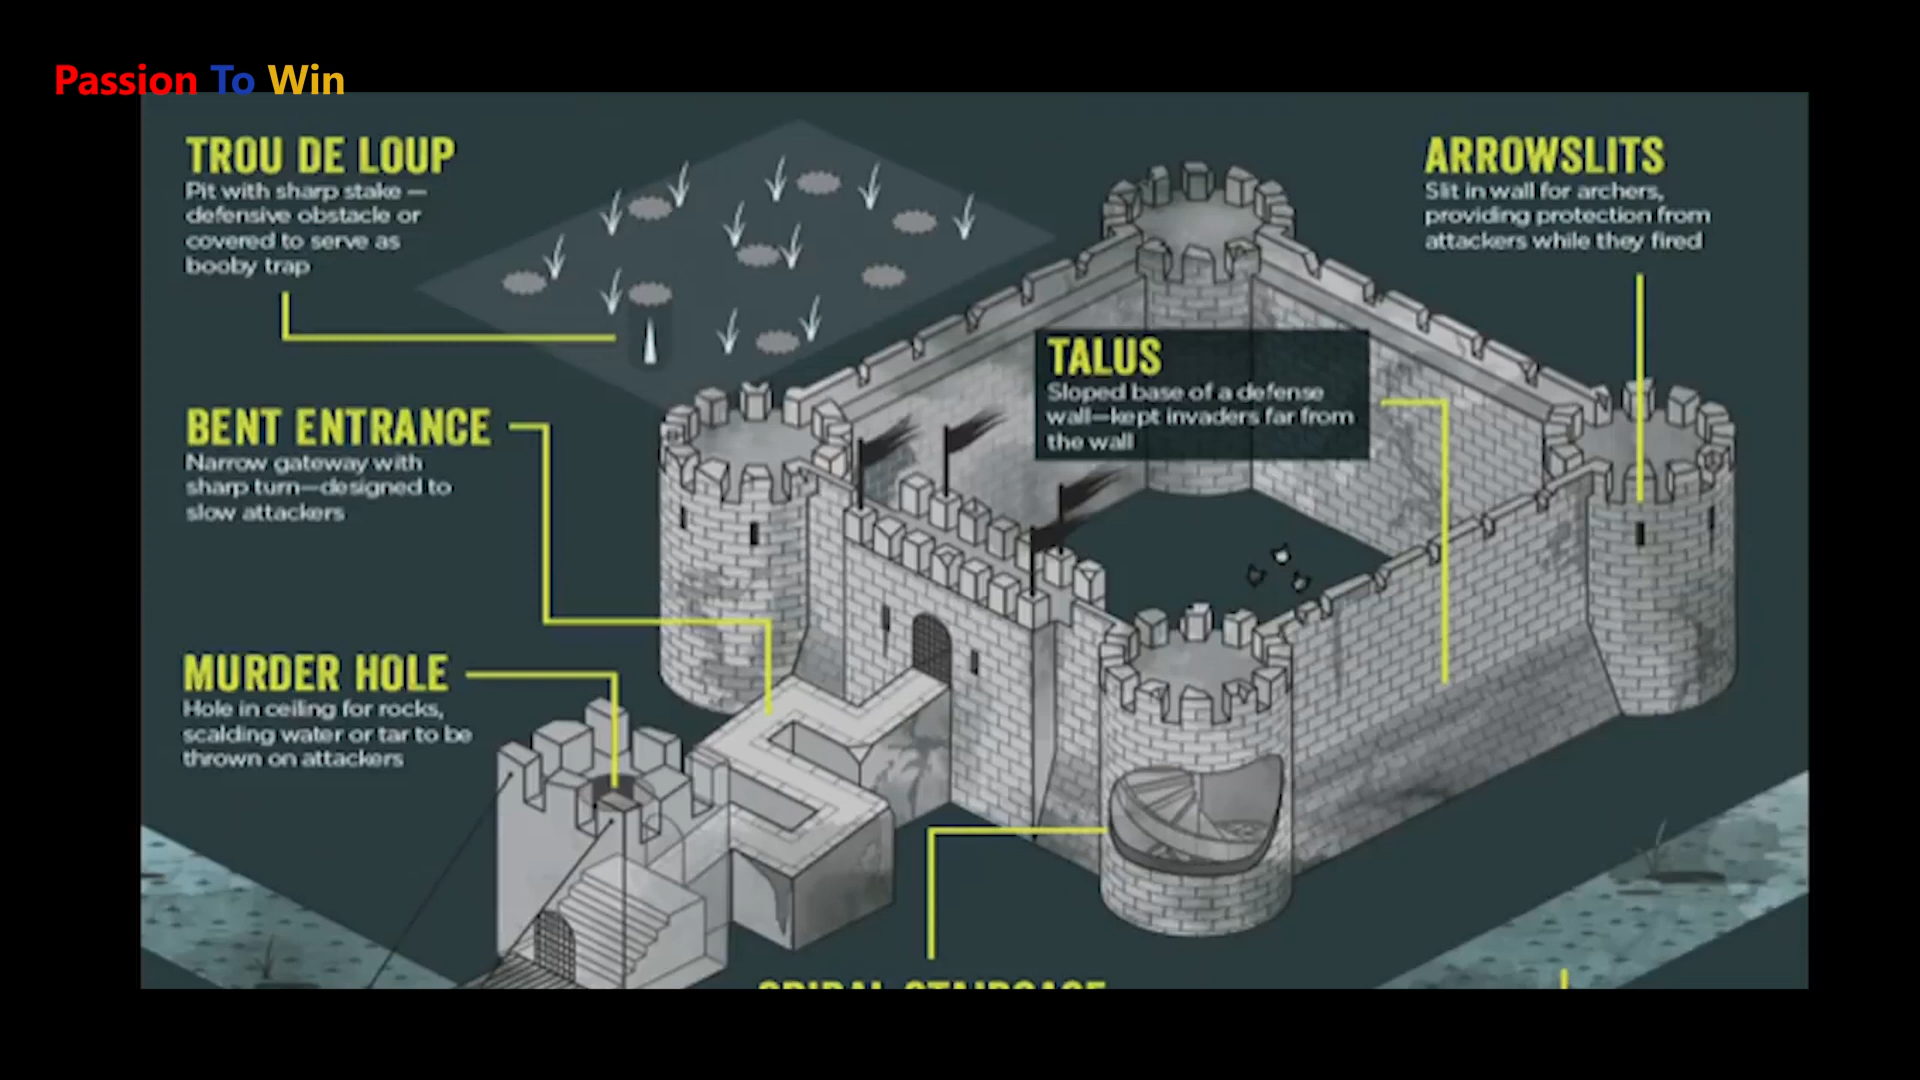 Passion To Win
TROU DE LOUP
Pit with sharp stake —
defensive obstacle or
covered to serve as
booby trap
ARROWSLITS
Slit in wall for archers,
providing protection from
attackers while they fired
TALUS
Sloped base of a defense
wall—kept invaders far from
the wall
BENT ENTRANCE
Narrow gateway with
sharp turn—designed to
slow attackers
MURDER HOLE
Hole in ceiling for rocks,
scalding water or tar to be
thrown on attackers
SPIRAL STAIRCASE